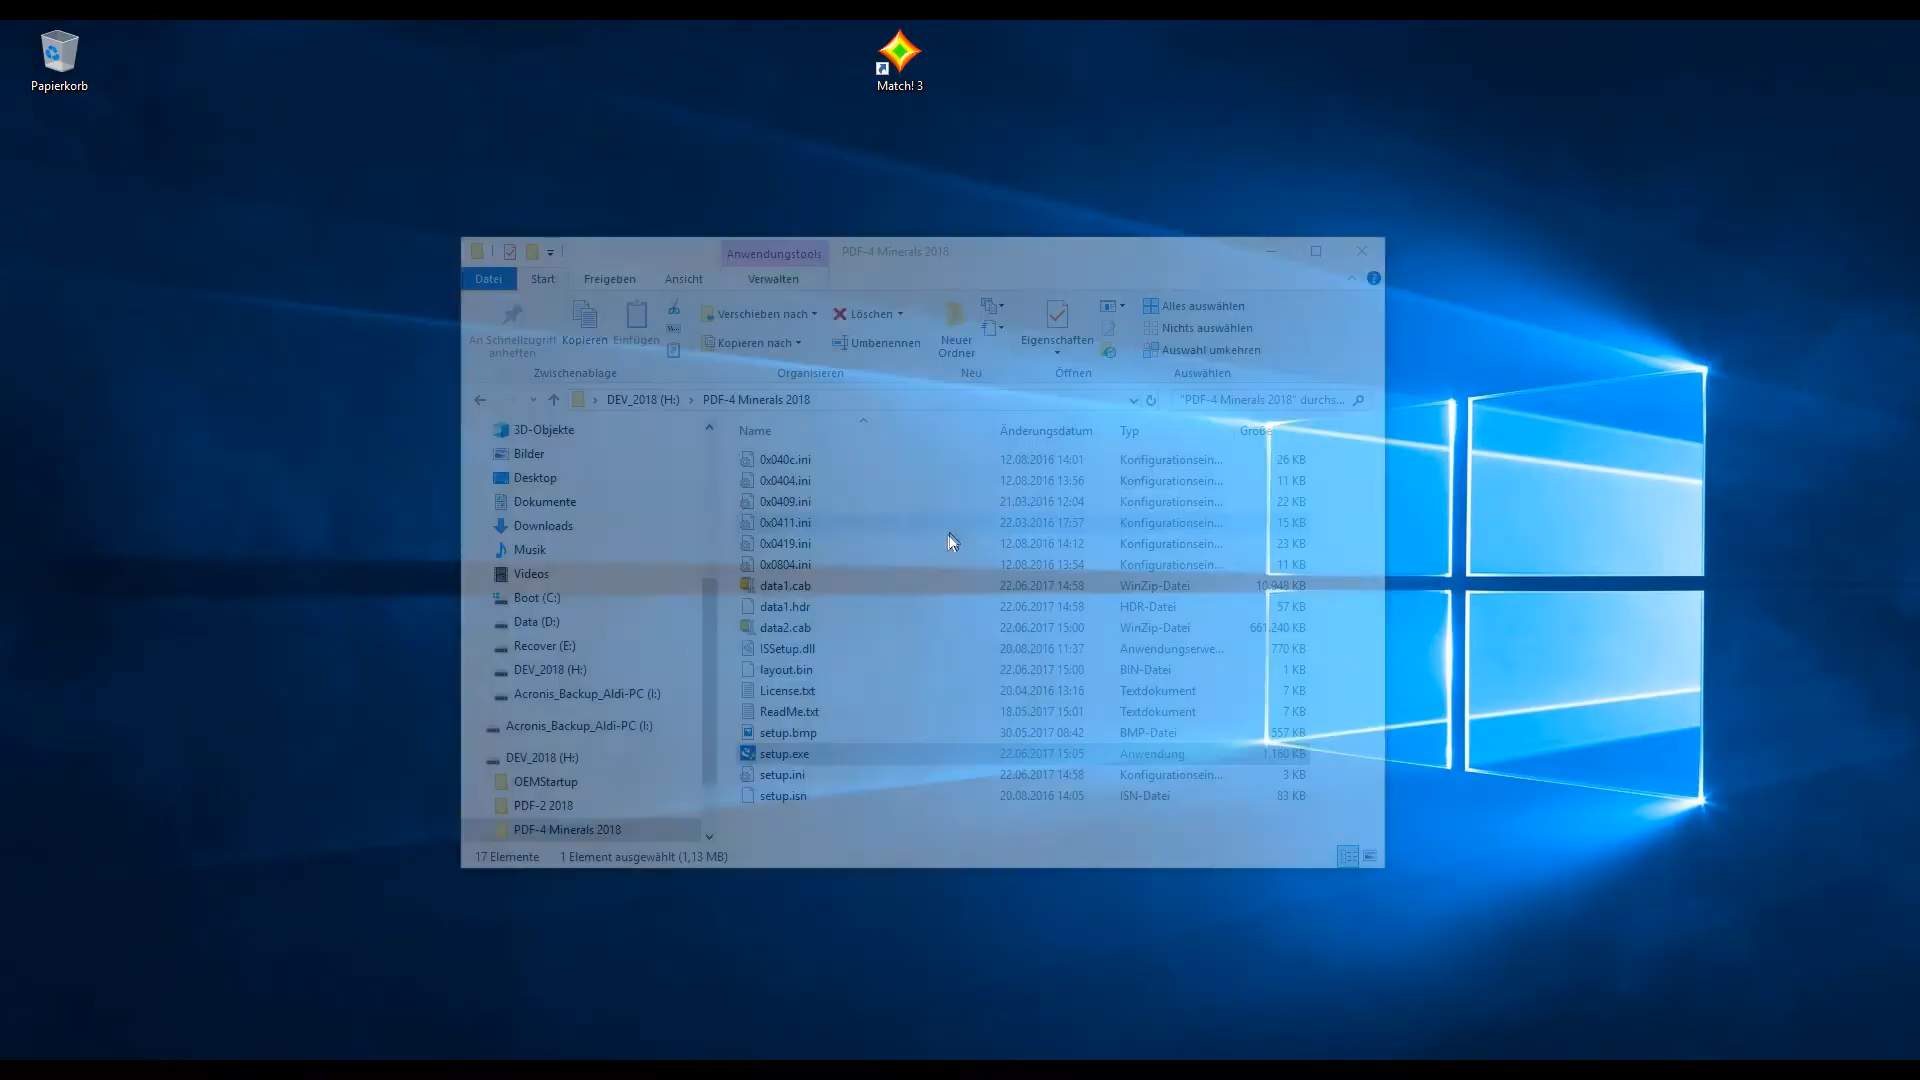 Papierkorb
Match! 3
Anwendungstools
PDF-4 Minerals 2018
Datei
Start
Freigeben
Ansicht
Verwalten
An Schnellzugriff
anheften
Kopieren
Einfügen
Verschieben nach
Kopieren nach
Löschen
Umbenennen
Neuer
Ordner
Eigenschaften
Alles auswählen
Nichts auswählen
Auswahl umkehren
Zwischenablage
Organisieren
Neu
Öffnen
Auswählen
DEV_2018 (H:) › PDF-4 Minerals 2018
"PDF-4 Minerals 2018" durchs...
Name Änderungsdatum Typ Größe
0x040c.ini 12.08.2016 14:01 Konfigurationsein... 26 KB
0x0404.ini 12.08.2016 13:56 Konfigurationsein... 11 KB
0x0409.ini 21.03.2016 12:04 Konfigurationsein... 22 KB
0x0411.ini 22.03.2016 17:57 Konfigurationsein... 15 KB
0x0419.ini 12.08.2016 14:12 Konfigurationsein... 23 KB
0x0804.ini 12.08.2016 13:54 Konfigurationsein... 11 KB
data1.cab 22.06.2017 14:58 WinZip-Datei 10.948 KB
data1.hdr 22.06.2017 14:58 HDR-Datei 57 KB
data2.cab 22.06.2017 15:00 WinZip-Datei 661.240 KB
ISSetup.dll 20.08.2016 11:37 Anwendungserwe... 770 KB
layout.bin 22.06.2017 15:00 BIN-Datei 1 KB
License.txt 20.04.2016 13:16 Textdokument 7 KB
ReadMe.txt 18.05.2017 15:01 Textdokument 7 KB
setup.bmp 30.05.2017 08:42 BMP-Datei 557 KB
setup.exe 22.06.2017 15:05 Anwendung 1.160 KB
setup.ini 22.06.2017 14:58 Konfigurationsein... 3 KB
setup.isn 20.08.2016 14:05 ISN-Datei 83 KB
3D-Objekte
Bilder
Desktop
Dokumente
Downloads
Musik
Videos
Boot (C:)
Data (D:)
Recover (E:)
DEV_2018 (H:)
Acronis_Backup_Aldi-PC (I:)
Acronis_Backup_Aldi-PC (I:)
DEV_2018 (H:)
OEMStartup
PDF-2 2018
PDF-4 Minerals 2018
17 Elemente 1 Element ausgewählt (1,13 MB)